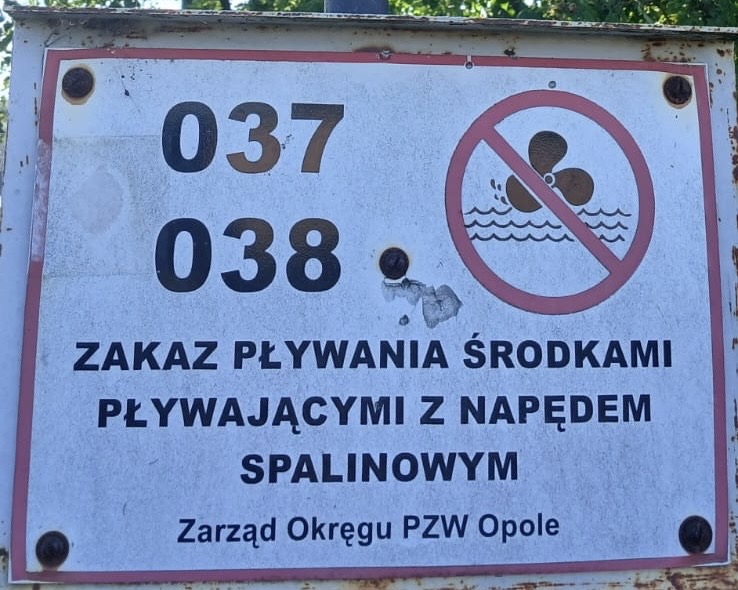 037
038
ZAKAZ PŁYWANIA ŚRODKAMI
PŁYWAJĄCYMI Z NAPĘDEM
SPALINOWYM
Zarząd Okręgu PZW Opole